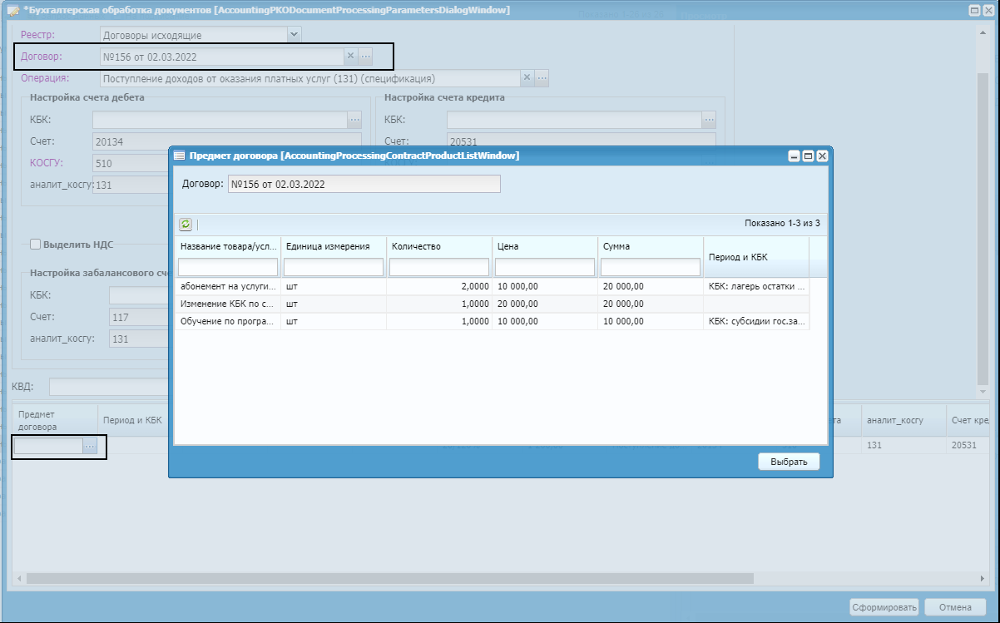 *Бухгалтерская обработка документов [AccountingPKODocumentProcessingParametersDialogWindow]
Реестр: Договоры исходящие
Договор: №156 от 02.03.2022
Операция: Поступление доходов от оказания платных услуг (131) (спецификация)
Настройка счета дебета
Настройка счета кредита
КБК:
КБК:
Счет: 20134
Счет: 20531
КОСГУ: 510
аналит_косгу: 131
Выделить НДС
Настройка забалансового сче
КБК:
Счет: 117
аналит_косгу: 131
КВД:
Предмет договора
Период и КБК
та
аналит_косгу
Счет кре
131
20531
Предмет договора [AccountingProcessingContractProductListWindow]
Договор: №156 от 02.03.2022
Показано 1-3 из 3
Название товара/усл... Единица измерения Количество Цена Сумма Период и КБК
абонемент на услуги... шт 2,0000 10 000,00 20 000,00 КБК: лагерь остатки ...
Изменение КБК по с... шт 1,0000 20 000,00 20 000,00
Обучение по програ... шт 1,0000 10 000,00 10 000,00 КБК: субсидии гос.за...
Выбрать
Сформировать
Отмена